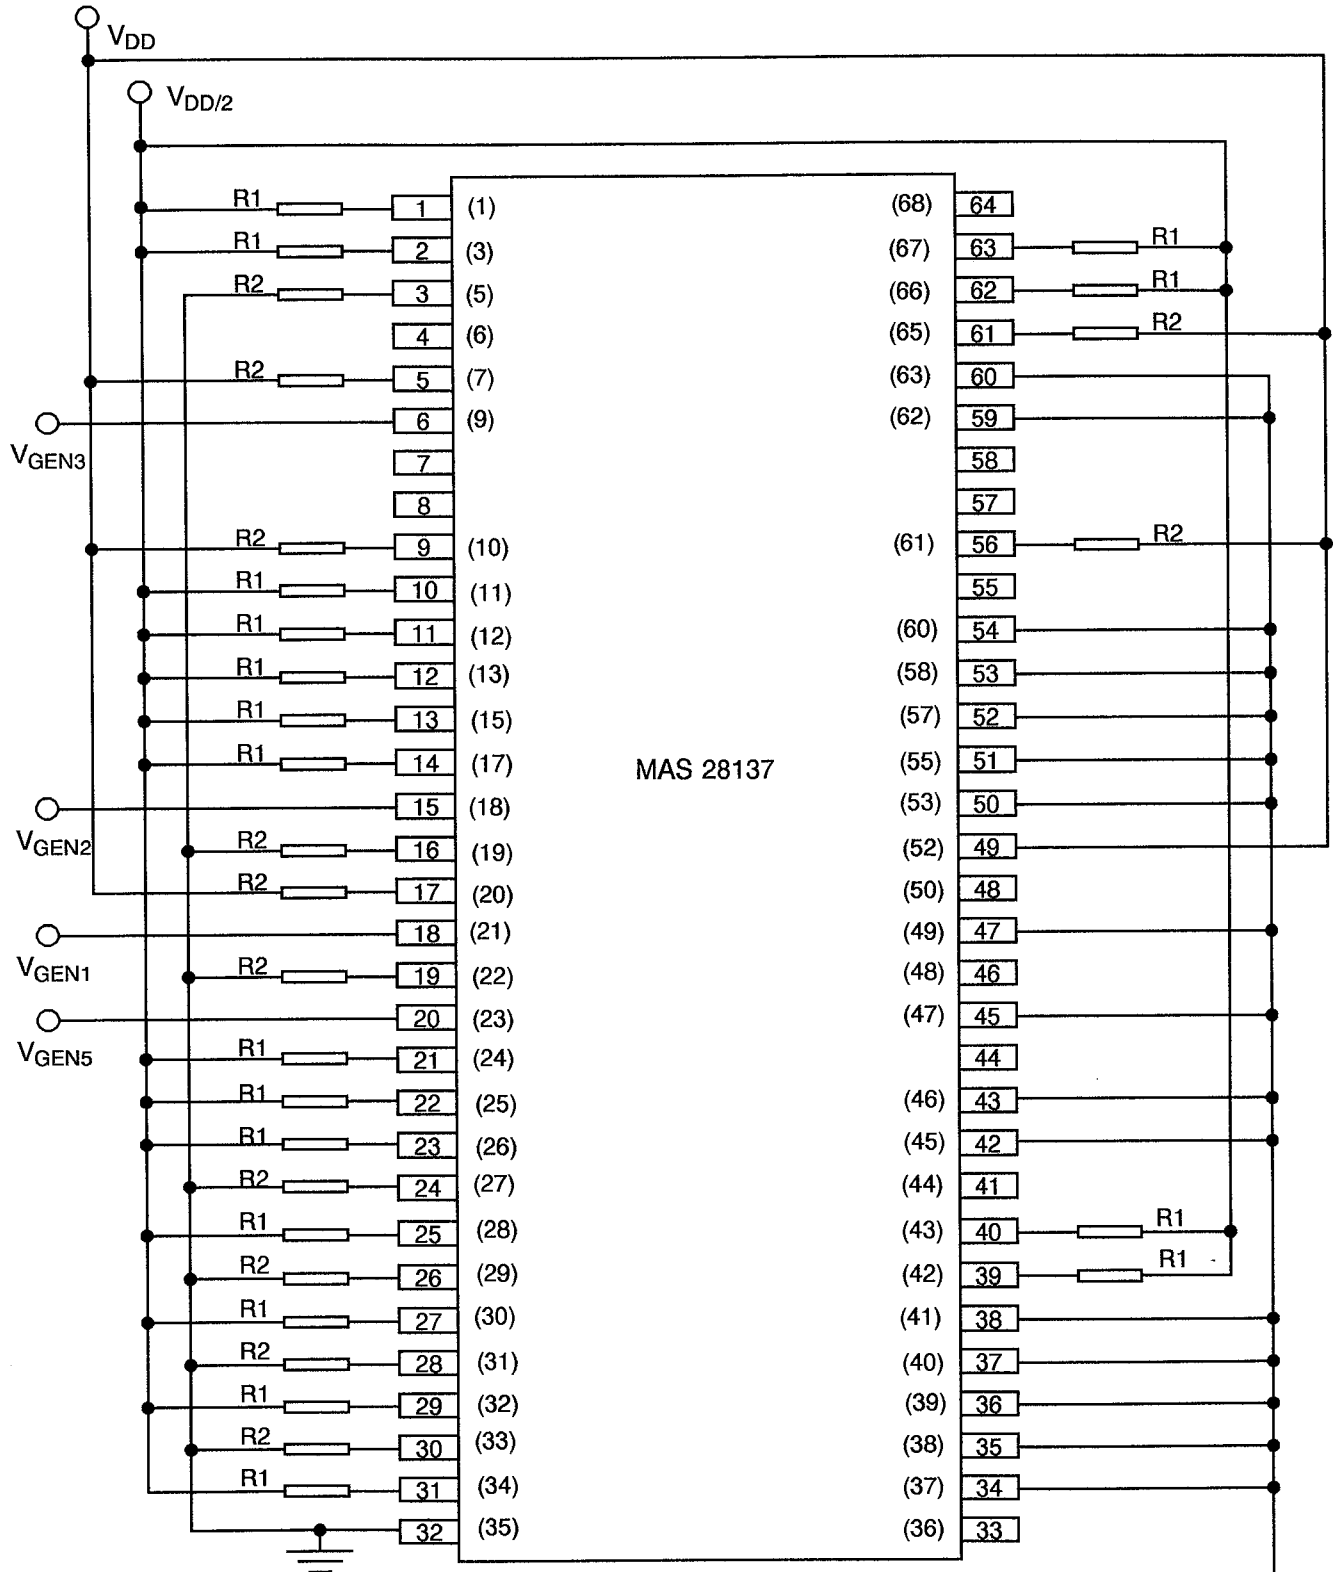 VDD
VDD/2
R1 1 (1) (68) 64
R1 2 (3) (67) 63 R1
R2 3 (5) (66) 62 R1
4 (6) (65) 61 R2
R2 5 (7) (63) 60
6 (9) (62) 59
VGEN3
7 58
8 57
R2 9 (10) (61) 56 R2
R1 10 (11) 55
R1 11 (12) (60) 54
R1 12 (13) (58) 53
R1 13 (15) (57) 52
R1 14 (17) MAS 28137 (55) 51
15 (18) (53) 50
VGEN2
R2 16 (19) (52) 49
R2 17 (20) (50) 48
18 (21) (49) 47
VGEN1
R2 19 (22) (48) 46
20 (23) (47) 45
VGEN5
R1 21 (24) 44
R1 22 (25) (46) 43
R1 23 (26) (45) 42
R2 24 (27) (44) 41
R1 25 (28) (43) 40 R1
R2 26 (29) (42) 39 R1
R1 27 (30) (41) 38
R2 28 (31) (40) 37
R1 29 (32) (39) 36
R2 30 (33) (38) 35
R1 31 (34) (37) 34
32 (35) (36) 33